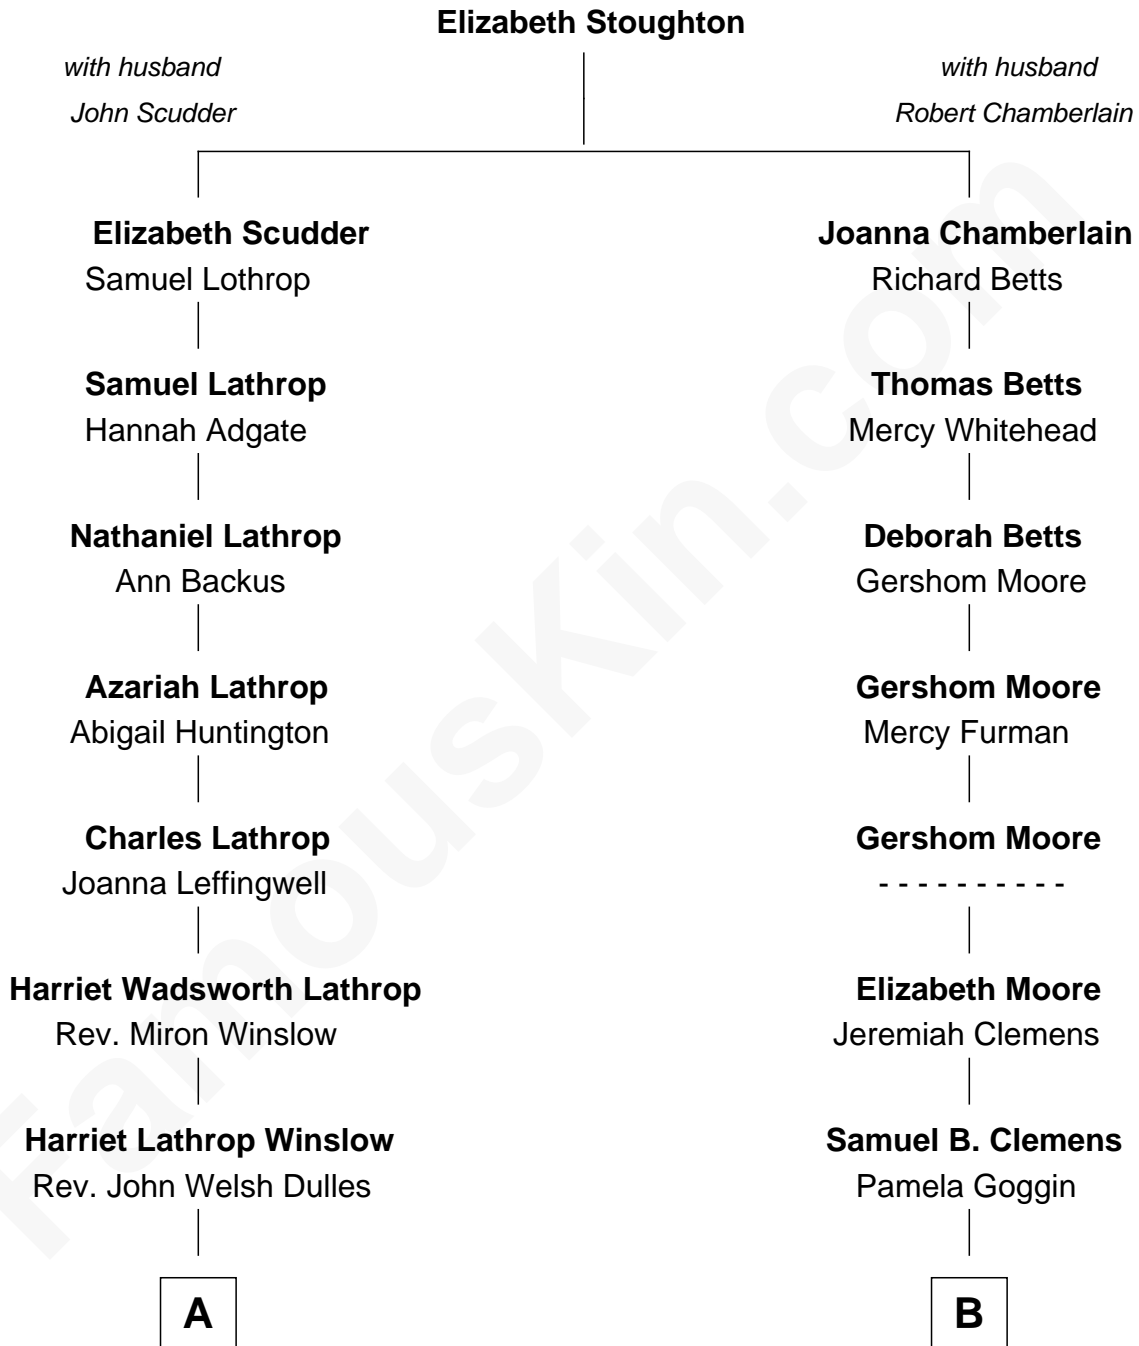 Elizabeth Stoughton
with husband
John Scudder
with husband
Robert Chamberlain
Elizabeth Scudder
Samuel Lothrop
Joanna Chamberlain
Richard Betts
Samuel Lathrop
Hannah Adgate
Thomas Betts
Mercy Whitehead
Nathaniel Lathrop
Ann Backus
Deborah Betts
Gershom Moore
Azariah Lathrop
Abigail Huntington
Gershom Moore
Mercy Furman
Charles Lathrop
Joanna Leffingwell
Gershom Moore
- - - - - - - - - -
Harriet Wadsworth Lathrop
Rev. Miron Winslow
Elizabeth Moore
Jeremiah Clemens
Harriet Lathrop Winslow
Rev. John Welsh Dulles
Samuel B. Clemens
Pamela Goggin
A
B
FamousKin.com